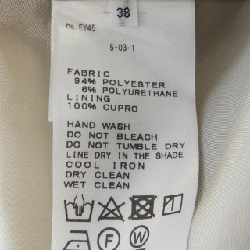 38
no. FY45
6-03-1
FABRIC
94% POLYESTER
6% POLYURETHANE
LINING
100% CUPRO
HAND WASH
DO NOT BLEACH
DO NOT TUMBLE DRY
LINE DRY IN THE SHADE
COOL IRON
DRY CLEAN
WET CLEAN
F W